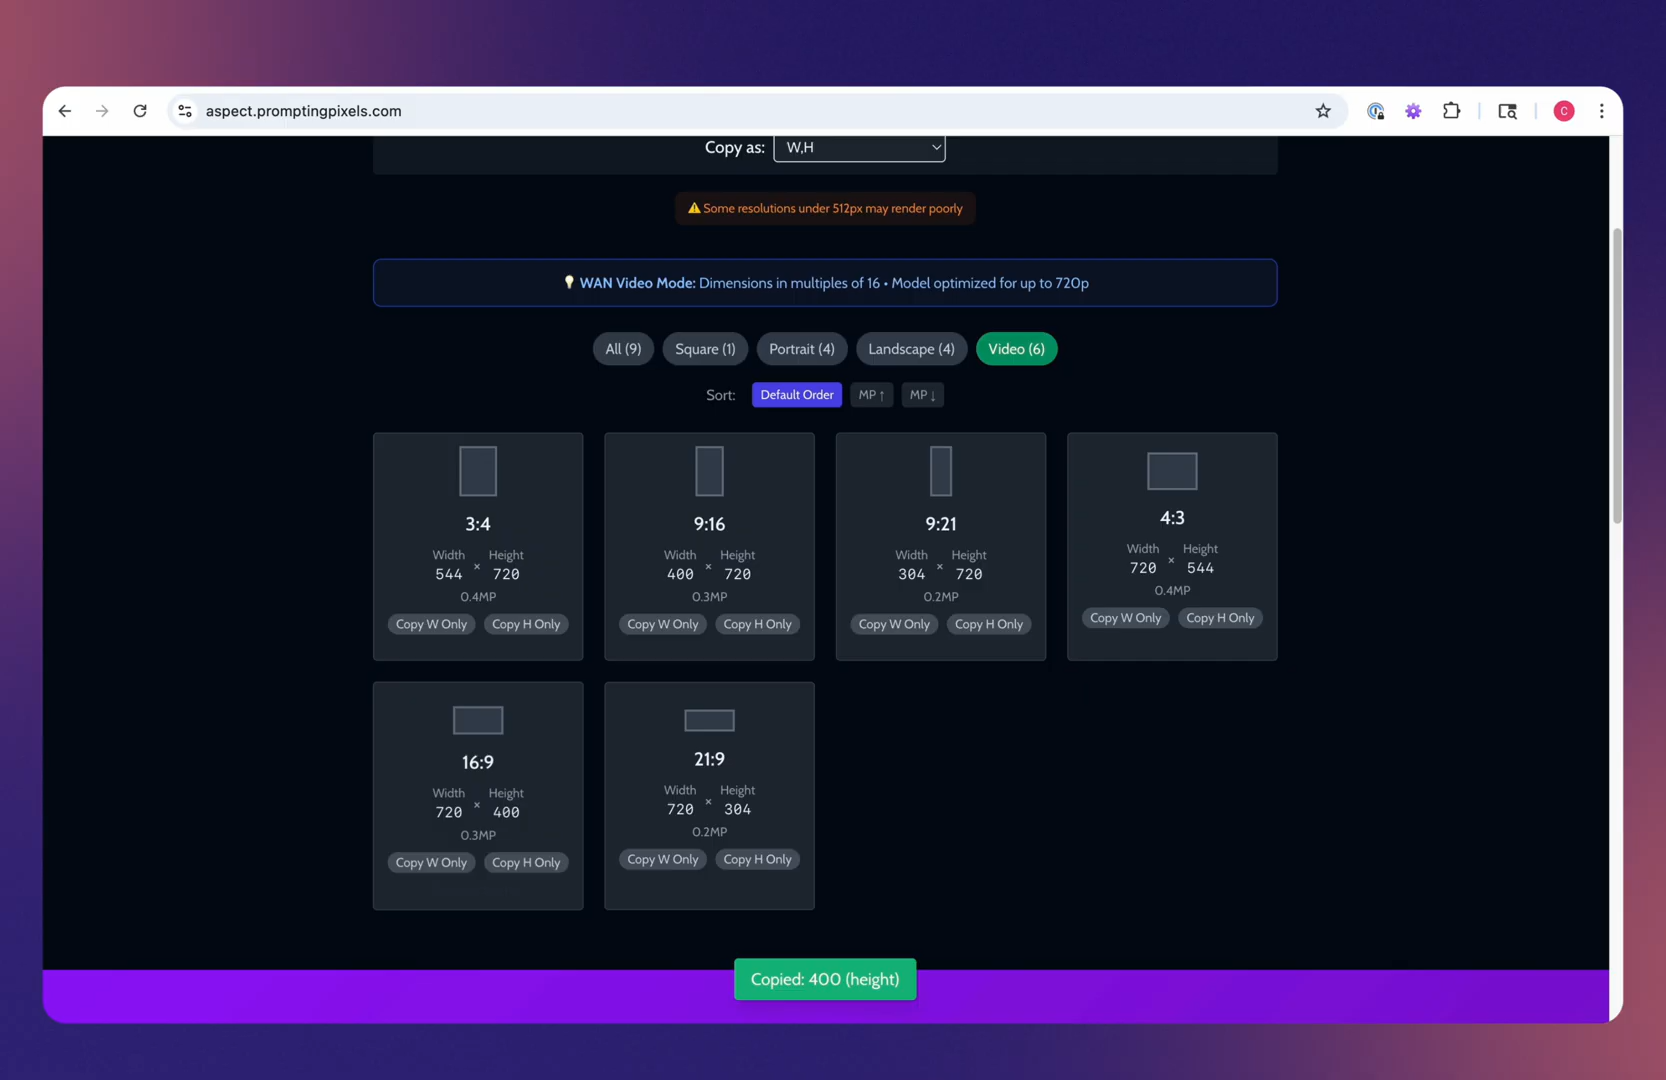 aspect.promptingpixels.com
C
Copy as: W,H
⚠ Some resolutions under 512px may render poorly
💡 WAN Video Mode: Dimensions in multiples of 16 • Model optimized for up to 720p
All (9) Square (1) Portrait (4) Landscape (4) Video (6)
Sort: Default Order MP ↑ MP ↓
3:4
Width Height
544 × 720
0.4MP
Copy W Only Copy H Only
9:16
Width Height
400 × 720
0.3MP
Copy W Only Copy H Only
9:21
Width Height
304 × 720
0.2MP
Copy W Only Copy H Only
4:3
Width Height
720 × 544
0.4MP
Copy W Only Copy H Only
16:9
Width Height
720 × 400
0.3MP
Copy W Only Copy H Only
21:9
Width Height
720 × 304
0.2MP
Copy W Only Copy H Only
Copied: 400 (height)